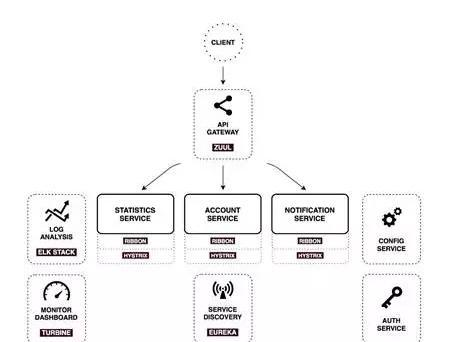 CLIENT
API
GATEWAY
ZUUL
LOG
ANALYSIS
ELK STACK
STATISTICS
SERVICE
RIBBON
HYSTRIX
ACCOUNT
SERVICE
RIBBON
HYSTRIX
NOTIFICATION
SERVICE
RIBBON
HYSTRIX
CONFIG
SERVICE
MONITOR
DASHBOARD
TURBINE
SERVICE
DISCOVERY
EUREKA
AUTH
SERVICE